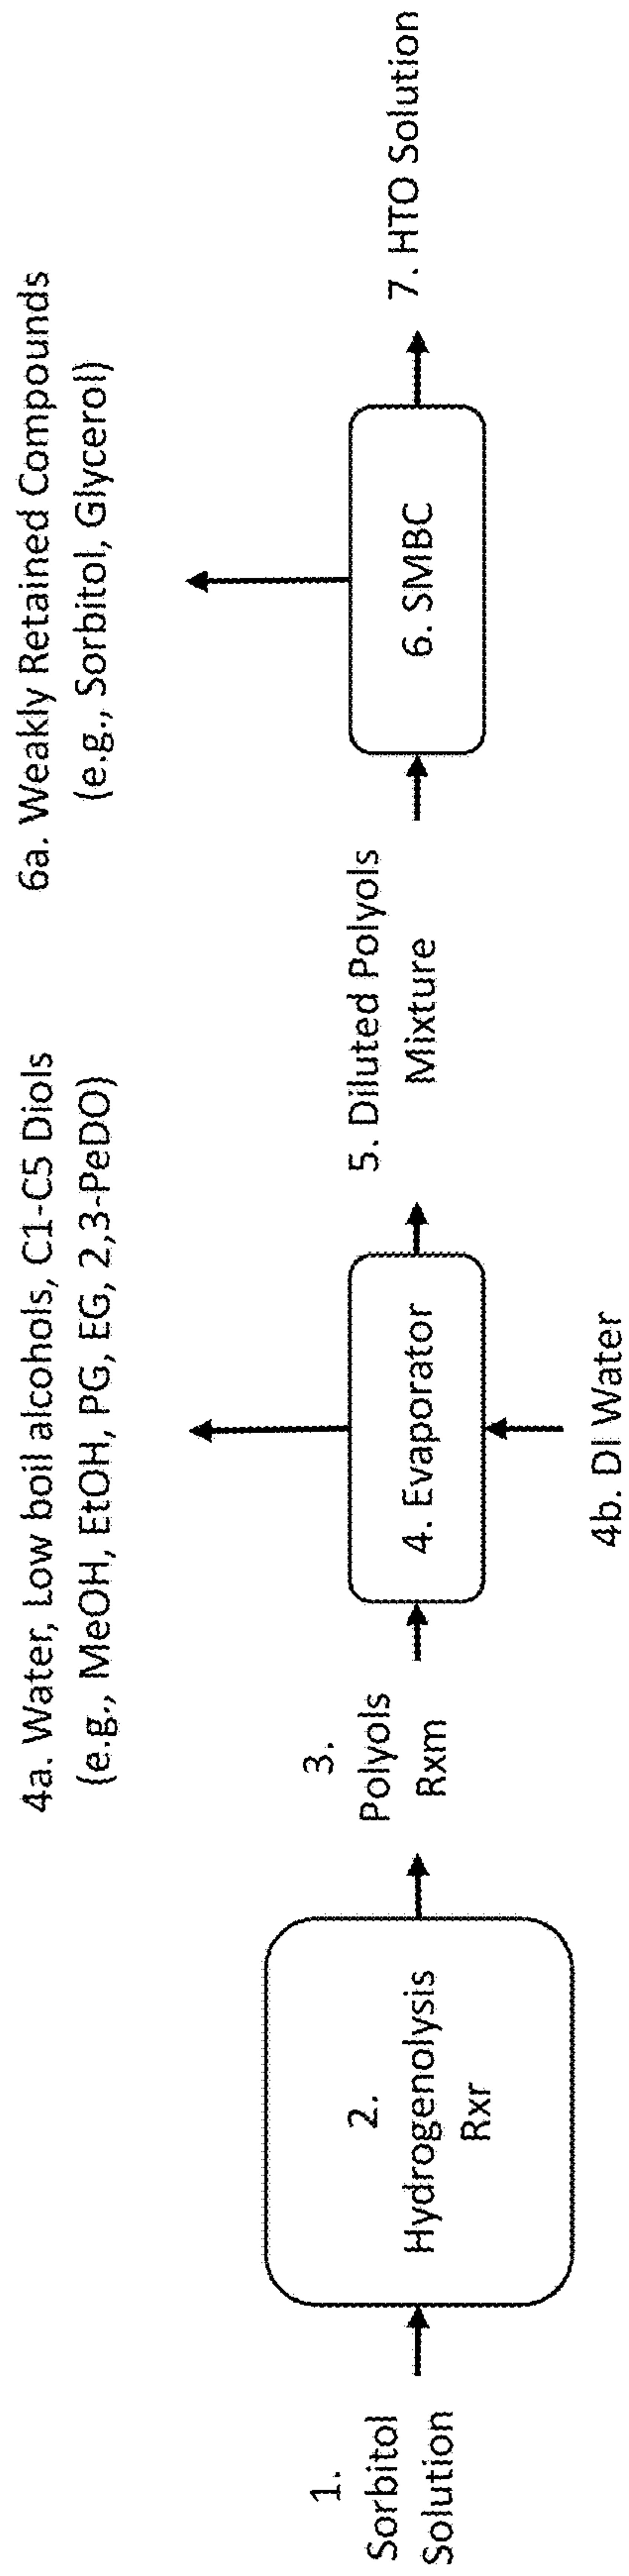 1.
Sorbitol
Solution
2.
Hydrogenolysis
Rxr
3.
Polyols
Rxm
4a. Water, Low boil alcohols, C1-C5 Diols
(e.g., MeOH, EtOH, PG, EG, 2,3-PeDO)
4. Evaporator
4b. DI Water
5. Diluted Polyols
Mixture
6a. Weakly Retained Compounds
(e.g., Sorbitol, Glycerol)
6. SMBC
7. HTO Solution